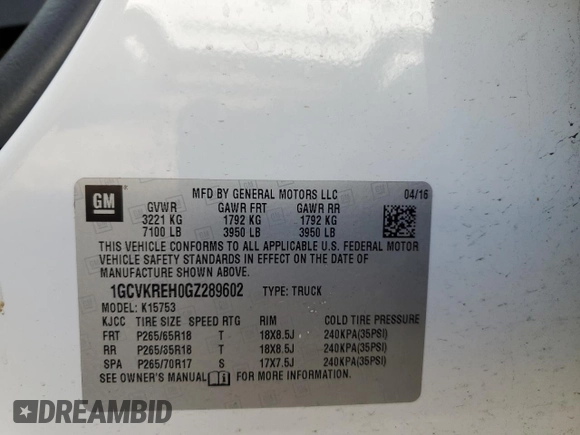 GM
MFD BY GENERAL MOTORS LLC 04/16
GVWR GAWR FRT GAWR RR
3221 KG 1792 KG 1792 KG
7100 LB 3950 LB 3950 LB
THIS VEHICLE CONFORMS TO ALL APPLICABLE U.S. FEDERAL MOTOR
VEHICLE SAFETY STANDARDS IN EFFECT ON THE DATE OF
MANUFACTURE SHOWN ABOVE.
1GCVKREH0GZ289602 TYPE: TRUCK
MODEL: K15753
KJCC TIRE SIZE SPEED RTG RIM COLD TIRE PRESSURE
FRT P265/65R18 T 18X8.5J 240KPA(35PSI)
RR P265/65R18 T 18X8.5J 240KPA(35PSI)
SPA P265/70R17 S 17X7.5J 240KPA(35PSI)
SEE OWNER'S MANUAL FOR MORE INFORMATION.
DREAMBID